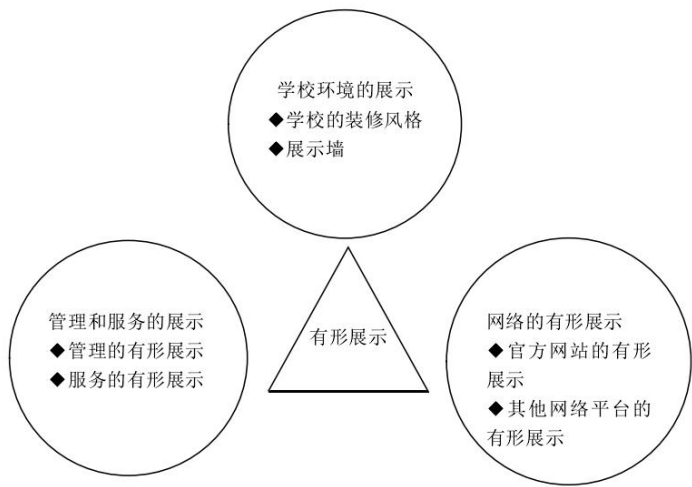 学校环境的展示
◆学校的装修风格
◆展示墙
管理和服务的展示
◆管理的有形展示
◆服务的有形展示
有形展示
网络的有形展示
◆官方网站的有形
展示
◆其他网络平台的
有形展示